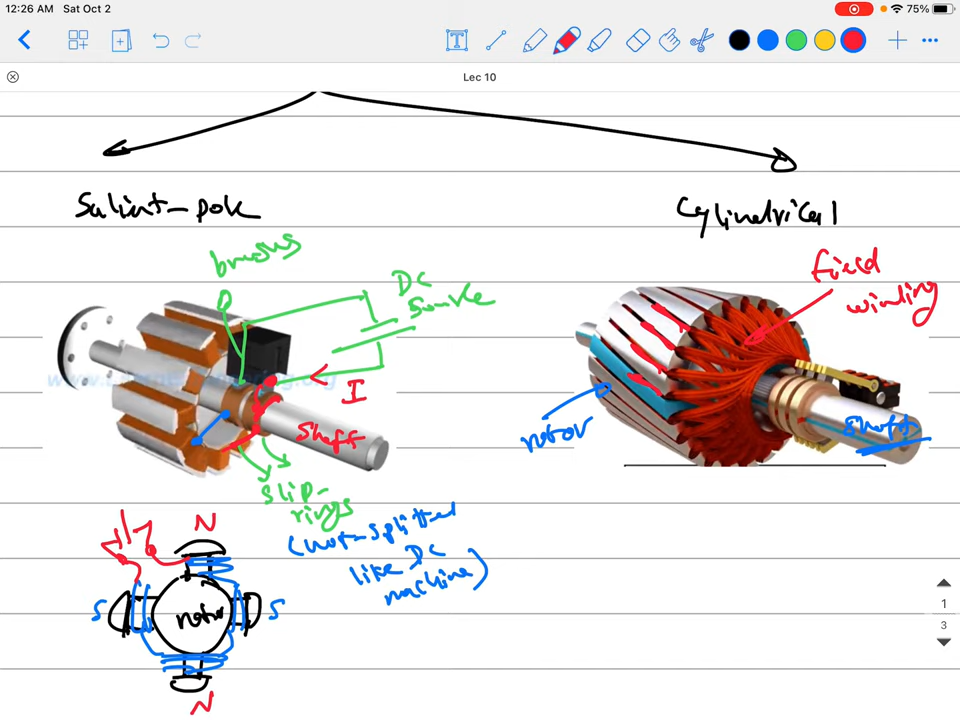 12:26 AM Sat Oct 2
75%
Lec 10
Salient-pole
Cylindrical
brushes
DC
source
I
shaft
slip-
rings
(not-splitted
like DC
machine)
field
winding
rotor
shaft
N
S
rotor
S
N
1
3